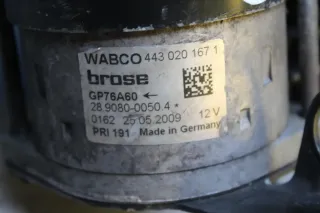 WABCO 443 020 167 1
brose
GP76A60 ←
28.9080-0050.4 *
0162 25.05.2009 12V
PRI 191 Made in Germany